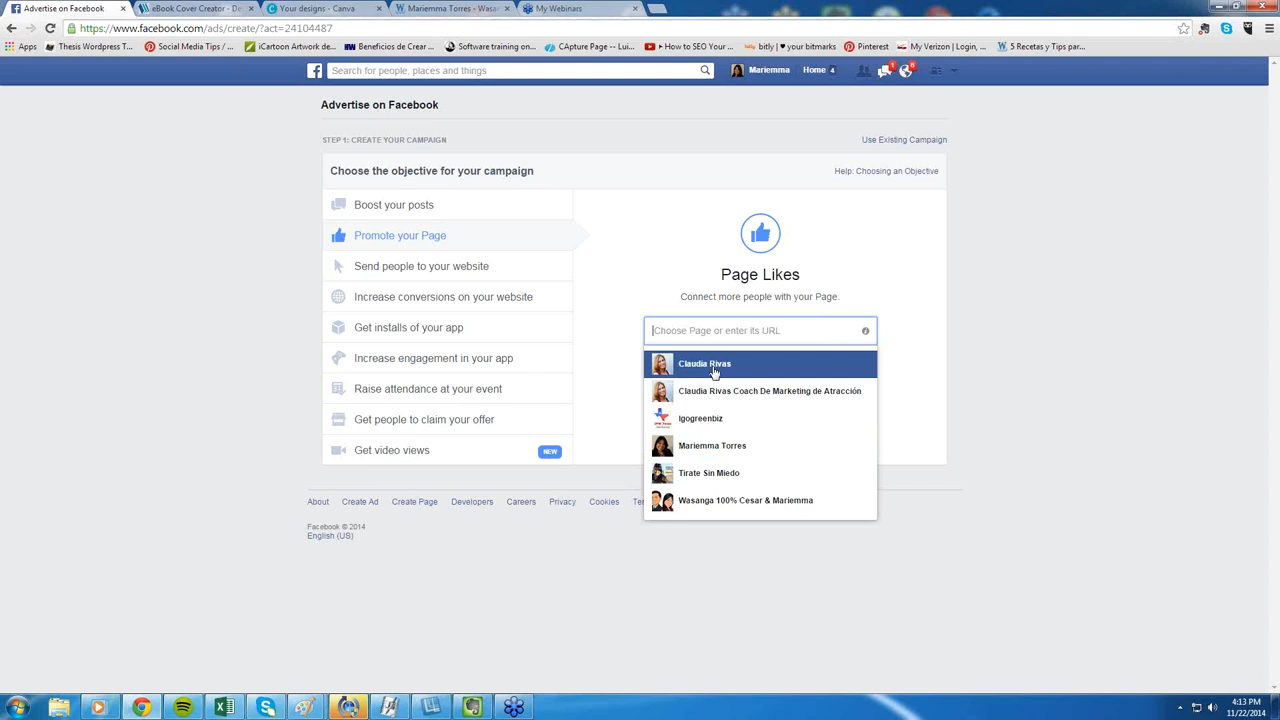 Advertise on Facebook
eBook Cover Creator - De
Your designs - Canva
Mariemma Torres - Wasan
My Webinars
https://www.facebook.com/ads/create/?act=24104487
Apps
Thesis Wordpress T...
Social Media Tips / ...
iCartoon Artwork de...
Beneficios de Crear ...
Software training on...
CApture Page -- Lui...
How to SEO Your ...
bitly | ♥ your bitmarks
Pinterest
My Verizon | Login, ...
5 Recetas y Tips par...
Search for people, places and things
Mariemma
Home 4
1
8
Advertise on Facebook
STEP 1: CREATE YOUR CAMPAIGN
Use Existing Campaign
Choose the objective for your campaign
Help: Choosing an Objective
Boost your posts
Promote your Page
Send people to your website
Increase conversions on your website
Get installs of your app
Increase engagement in your app
Raise attendance at your event
Get people to claim your offer
Get video views
NEW
Page Likes
Connect more people with your Page.
Choose Page or enter its URL
Claudia Rivas
Claudia Rivas Coach De Marketing de Atracción
Igogreenbiz
Mariemma Torres
Tirate Sin Miedo
Wasanga 100% Cesar & Mariemma
About Create Ad Create Page Developers Careers Privacy Cookies
Facebook © 2014
English (US)
4:13 PM
11/22/2014